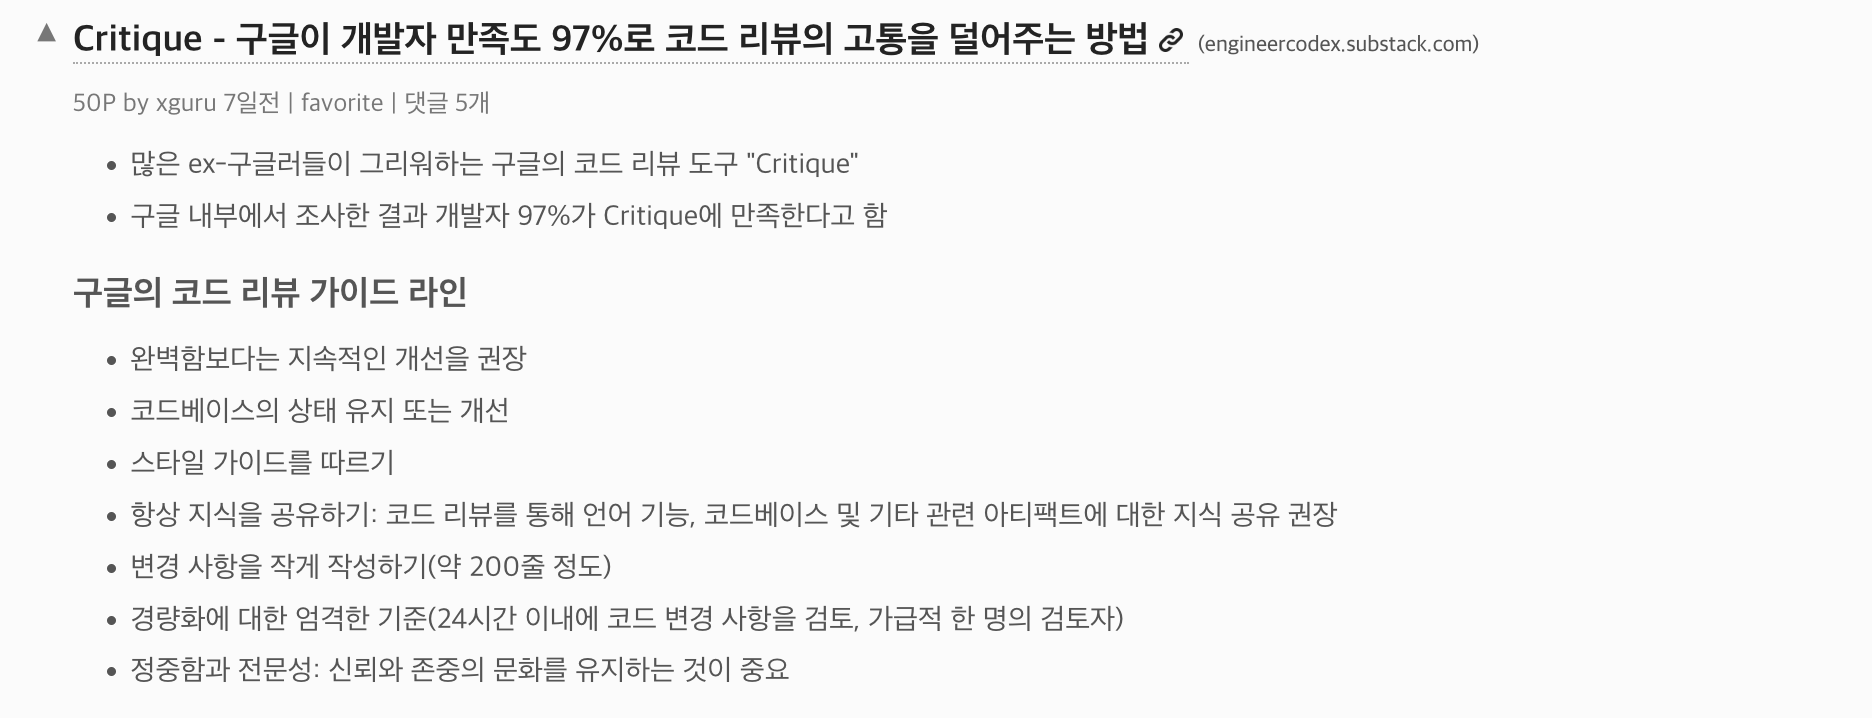 ▲ Critique - 구글이 개발자 만족도 97%로 코드 리뷰의 고통을 덜어주는 방법 (engineercodex.substack.com)
50P by xguru 7일전 | favorite | 댓글 5개
• 많은 ex-구글러들이 그리워하는 구글의 코드 리뷰 도구 "Critique"
• 구글 내부에서 조사한 결과 개발자 97%가 Critique에 만족한다고 함
구글의 코드 리뷰 가이드 라인
• 완벽함보다는 지속적인 개선을 권장
• 코드베이스의 상태 유지 또는 개선
• 스타일 가이드를 따르기
• 항상 지식을 공유하기: 코드 리뷰를 통해 언어 기능, 코드베이스 및 기타 관련 아티팩트에 대한 지식 공유 권장
• 변경 사항을 작게 작성하기(약 200줄 정도)
• 경량화에 대한 엄격한 기준(24시간 이내에 코드 변경 사항을 검토, 가급적 한 명의 검토자)
• 정중함과 전문성: 신뢰와 존중의 문화를 유지하는 것이 중요